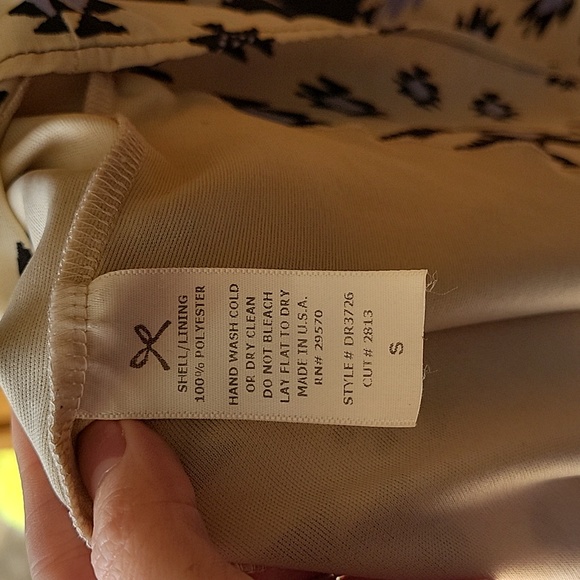 SHELL/LINING
100% POLYESTER
HAND WASH COLD
OR DRY CLEAN
DO NOT BLEACH
LAY FLAT TO DRY
MADE IN U.S.A.
RN# 29570
STYLE # DR3726
CUT # 2813
S